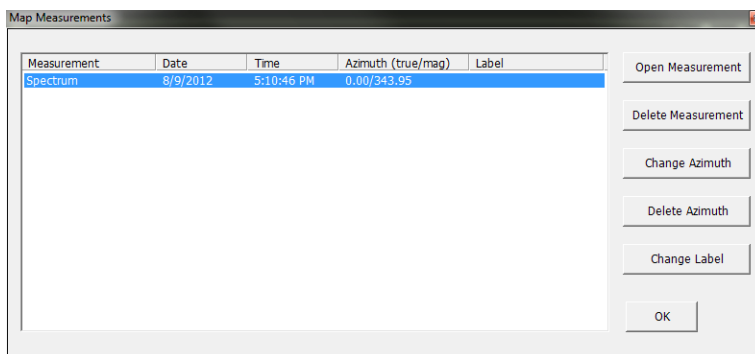 Map Measurements
Measurement Date Time Azimuth (true/mag) Label
Spectrum 8/9/2012 5:10:46 PM 0.00/343.95
Open Measurement
Delete Measurement
Change Azimuth
Delete Azimuth
Change Label
OK